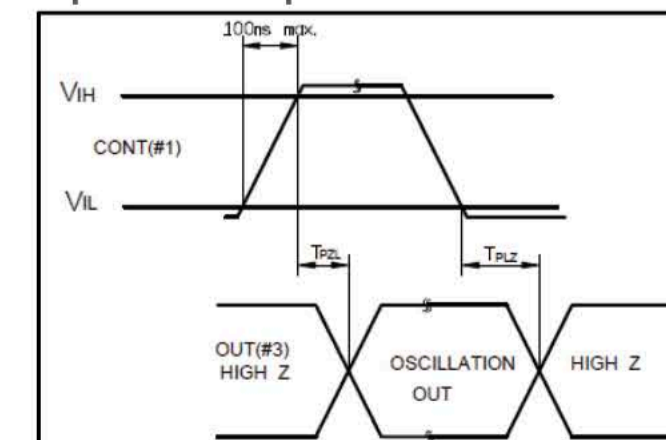 100ns max.
VIH
CONT(#1)
VIL
TPZL
TPLZ
OUT(#3)
HIGH Z
OSCILLATION
OUT
HIGH Z